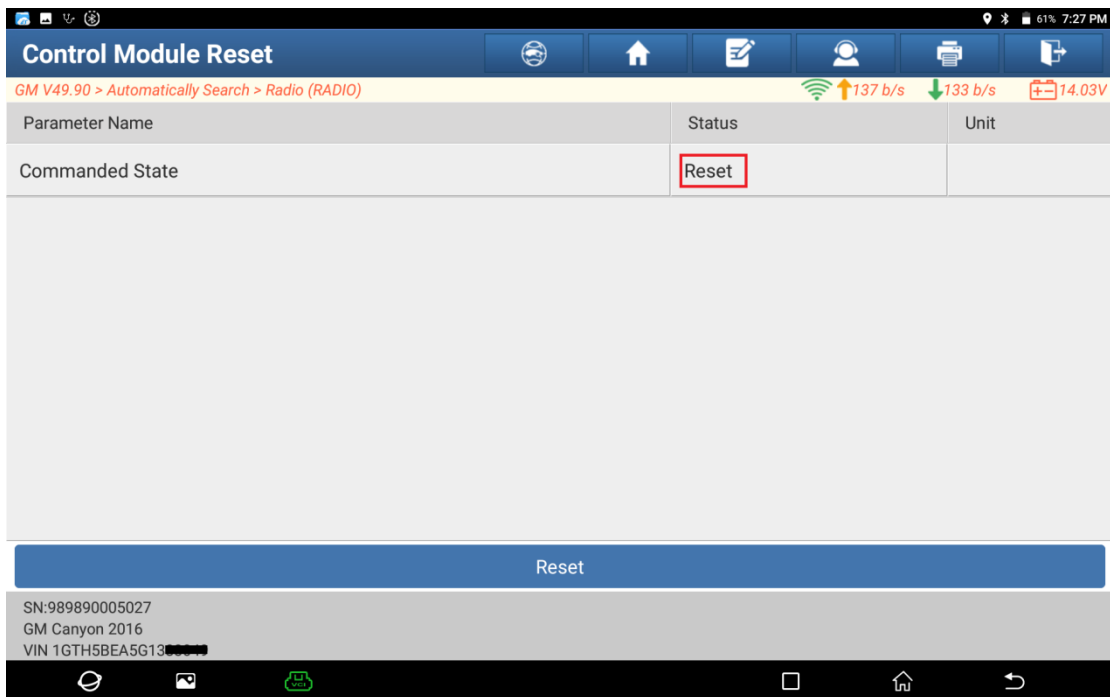 61% 7:27 PM
Control Module Reset
GM V49.90 > Automatically Search > Radio (RADIO) 137 b/s 133 b/s 14.03V
Parameter Name Status Unit
Commanded State Reset
Reset
SN:989890005027
GM Canyon 2016
VIN 1GTH5BEA5G13
VCI